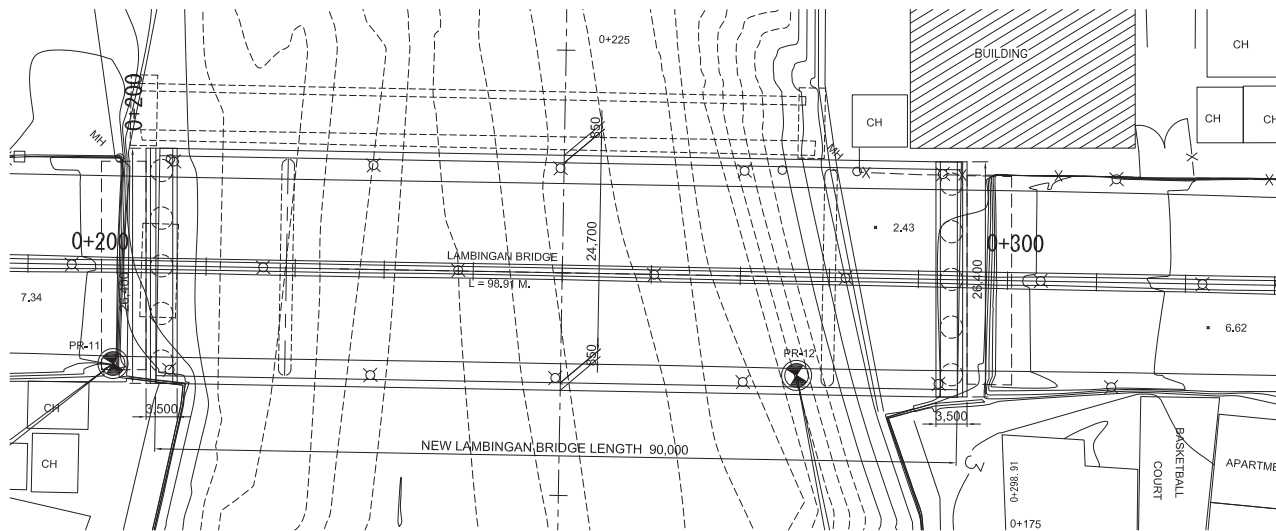 0+225
CH
BUILDING
0+200
CH
CH
CH
MH
850
MH
24,700
2.43
0+200
0+300
LAMBINGAN BRIDGE
L = 98.91 M.
26,400
26,400
7.34
6.62
PR-11
PR-12
850
CH
3,500
3,500
NEW LAMBINGAN BRIDGE LENGTH 90,000
CH
BASKETBALL
COURT
APARTME
0+298.91
0+175